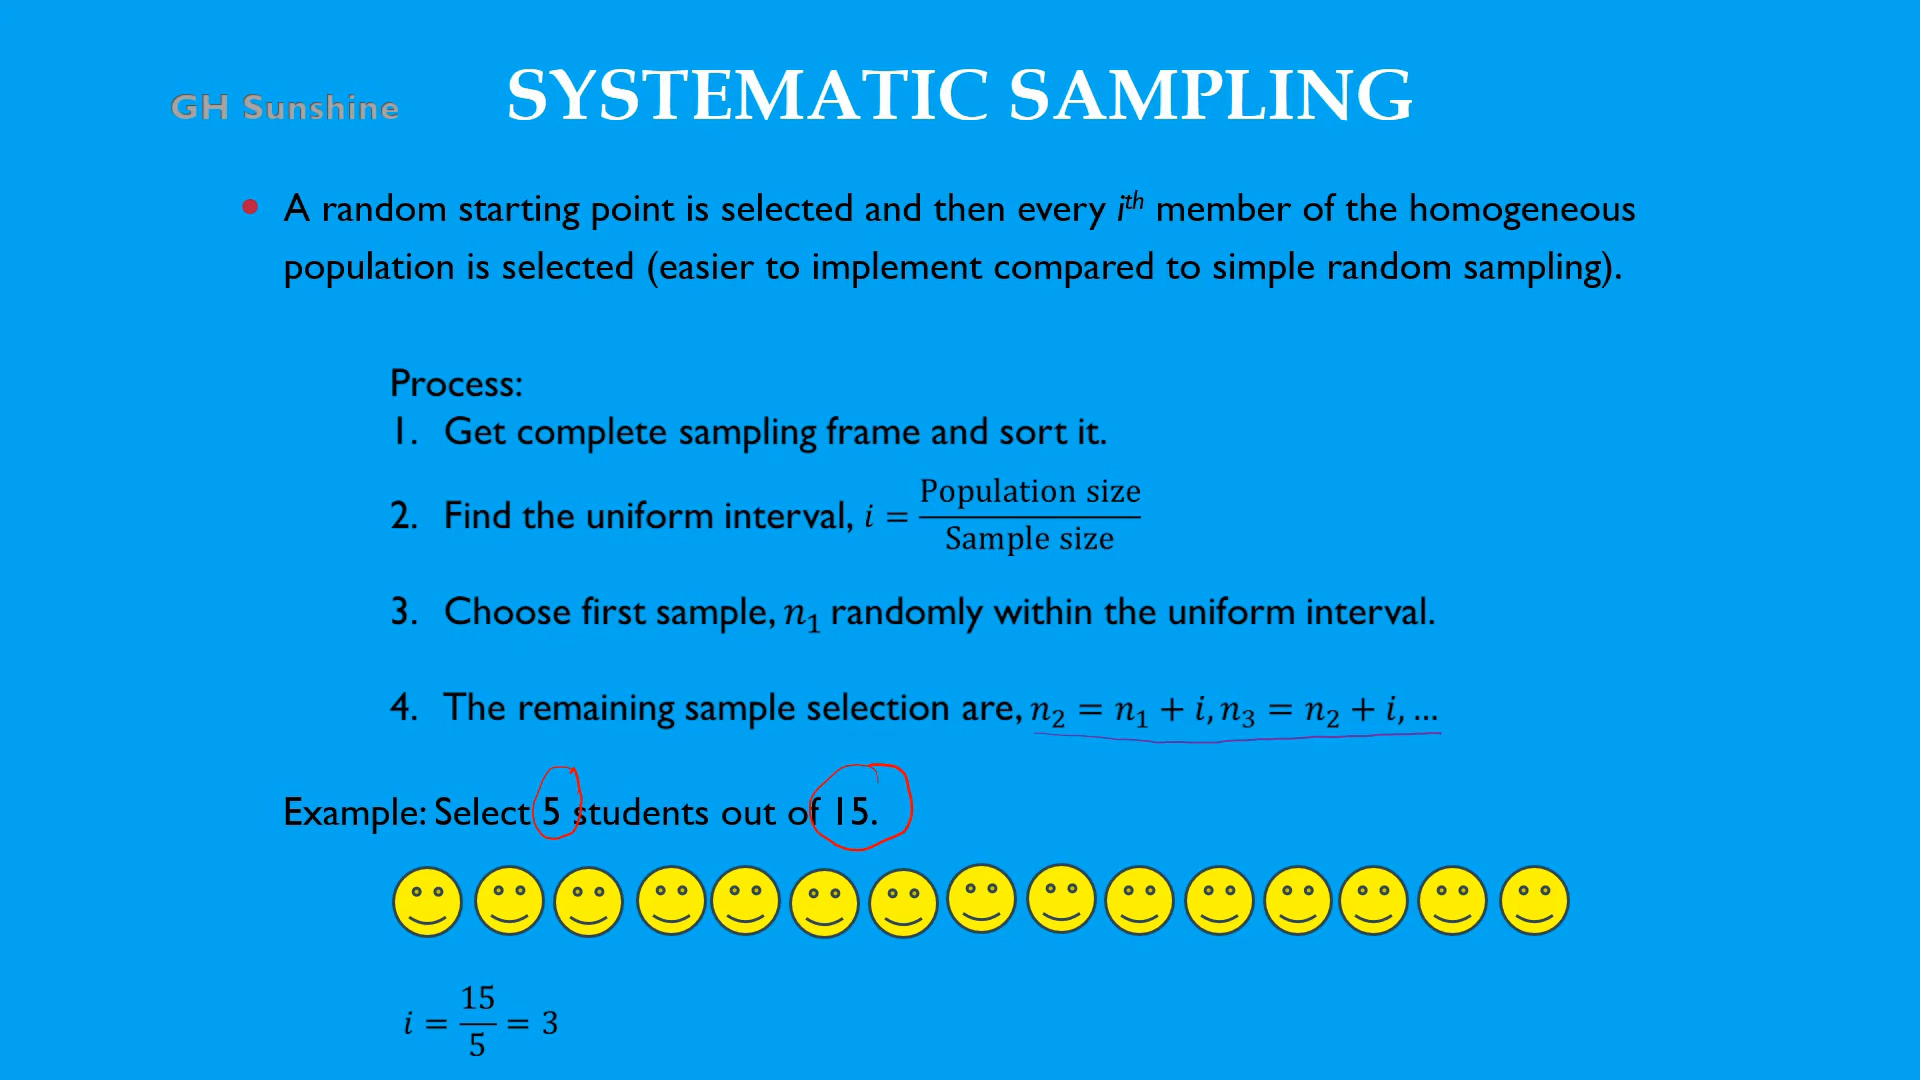 GH Sunshine
SYSTEMATIC SAMPLING
• A random starting point is selected and then every iᵗʰ member of the homogeneous
population is selected (easier to implement compared to simple random sampling).
Process:
1. Get complete sampling frame and sort it.
2. Find the uniform interval, i = Population size / Sample size
3. Choose first sample, n₁ randomly within the uniform interval.
4. The remaining sample selection are, n₂ = n₁ + i, n₃ = n₂ + i, ...
Example: Select 5 students out of 15.
i = 15/5 = 3